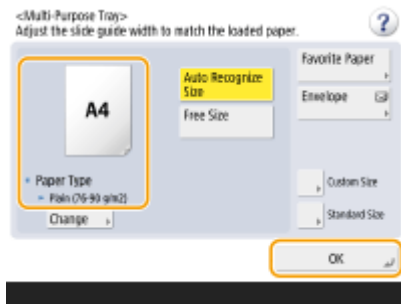 <Multi-Purpose Tray>
Adjust the slide guide width to match the loaded paper.
?
A4
Auto Recognize
Size
Free Size
Favorite Paper
Envelope
Paper Type
Plain (76-90 g/m2)
Change
Custom Size
Standard Size
OK